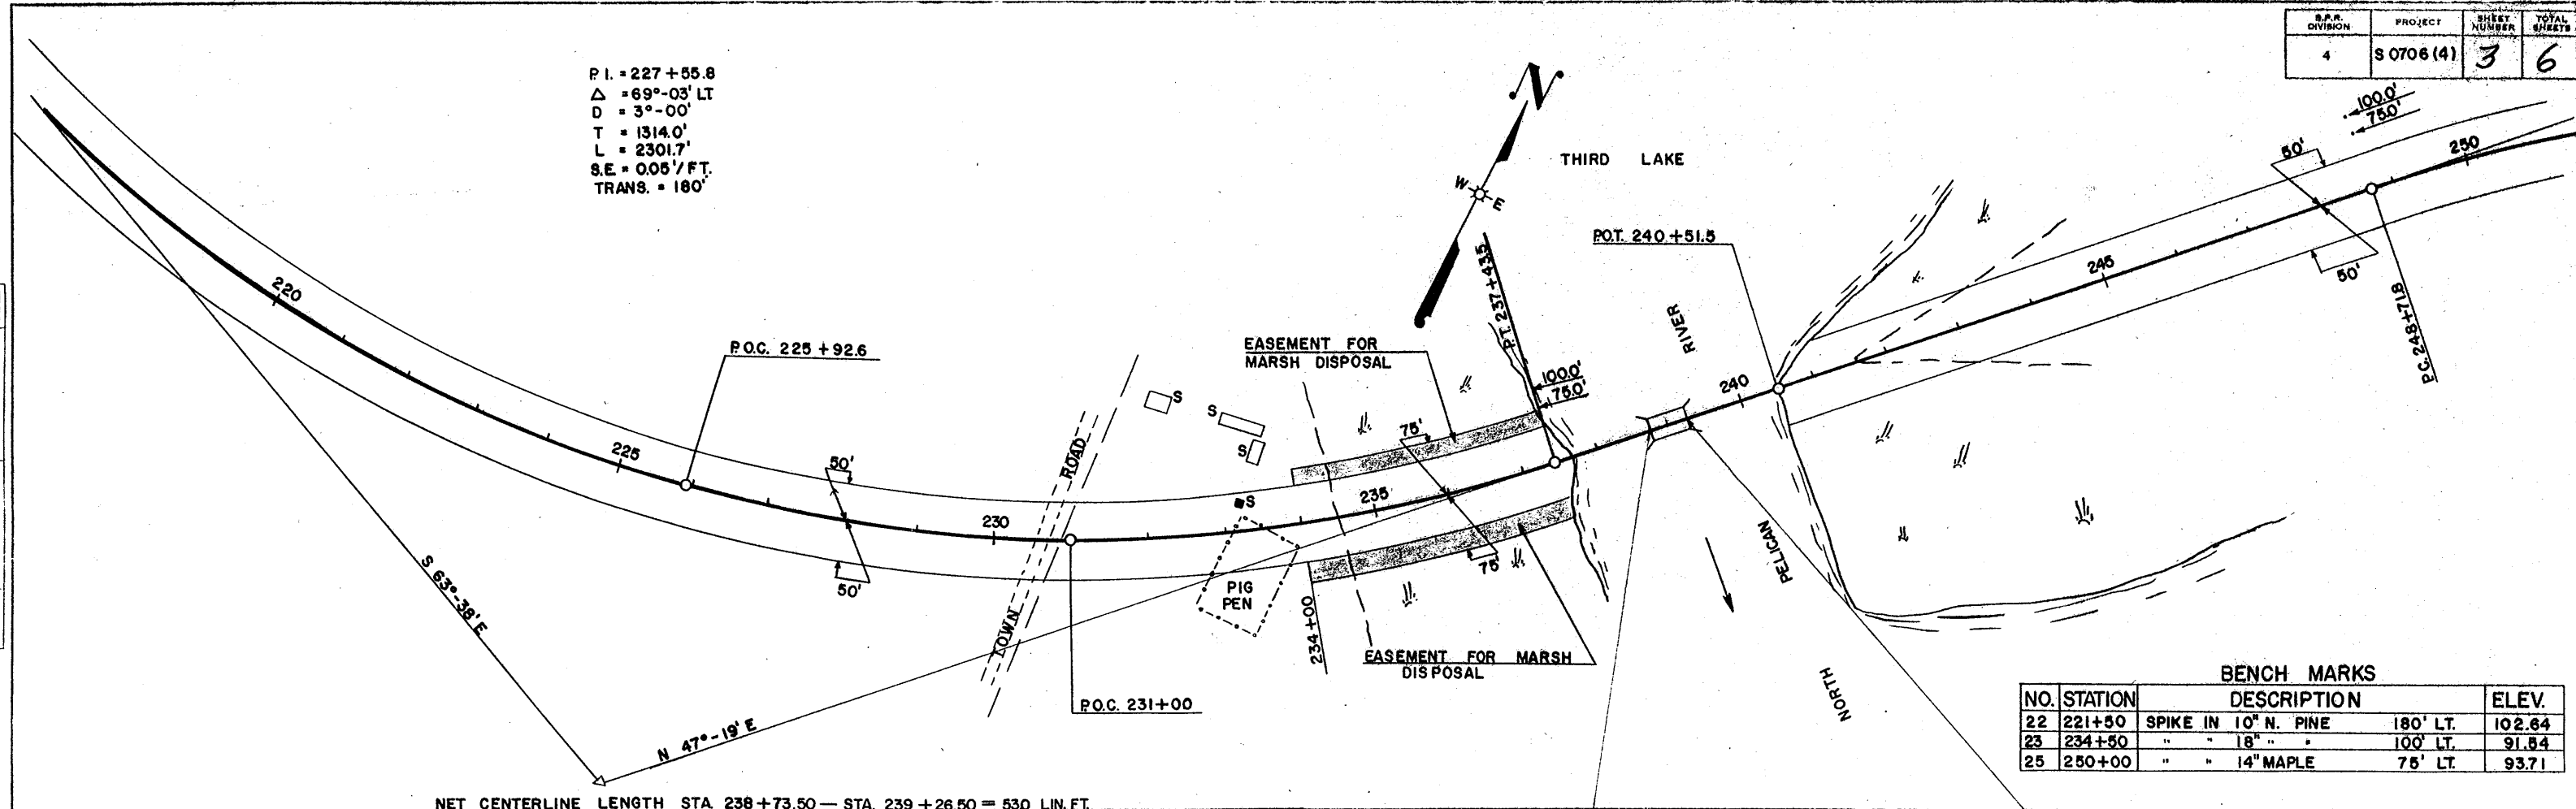 B.P.R. DIVISION PROJECT SHEET NUMBER TOTAL SHEETS
4 S 0706 (4) 3 6
P.I. = 227+55.8
Δ = 69°-03' LT
D = 3°-00'
T = 1314.0'
L = 2301.7'
S.E. = 0.05'/FT.
TRANS. = 180'
N
W E
THIRD LAKE
100.0'
75.0'
50'
250
P.O.T. 240+51.5
245
50'
P.C. 248+71.8
220
P.O.C. 225+92.6
EASEMENT FOR
MARSH DISPOSAL
P.T. 237+43.5
RIVER
100.0'
75.0'
240
S
S
S
S
75'
225
50'
TOWN ROAD
230
235
50'
PIG
PEN
75'
234+00
EASEMENT FOR MARSH
DISPOSAL
PELICAN
NORTH
S 63°-38' E
N 47°-19' E
P.O.C. 231+00
BENCH MARKS
NO. STATION DESCRIPTION ELEV.
22 221+50 SPIKE IN 10" N. PINE 180' LT. 102.64
23 234+50 " " 18" " " 100' LT. 91.54
25 250+00 " " 14" MAPLE 75' LT. 93.71
NET CENTERLINE LENGTH STA. 238+73.50 — STA. 239+26.50 = 53.0 LIN. FT.